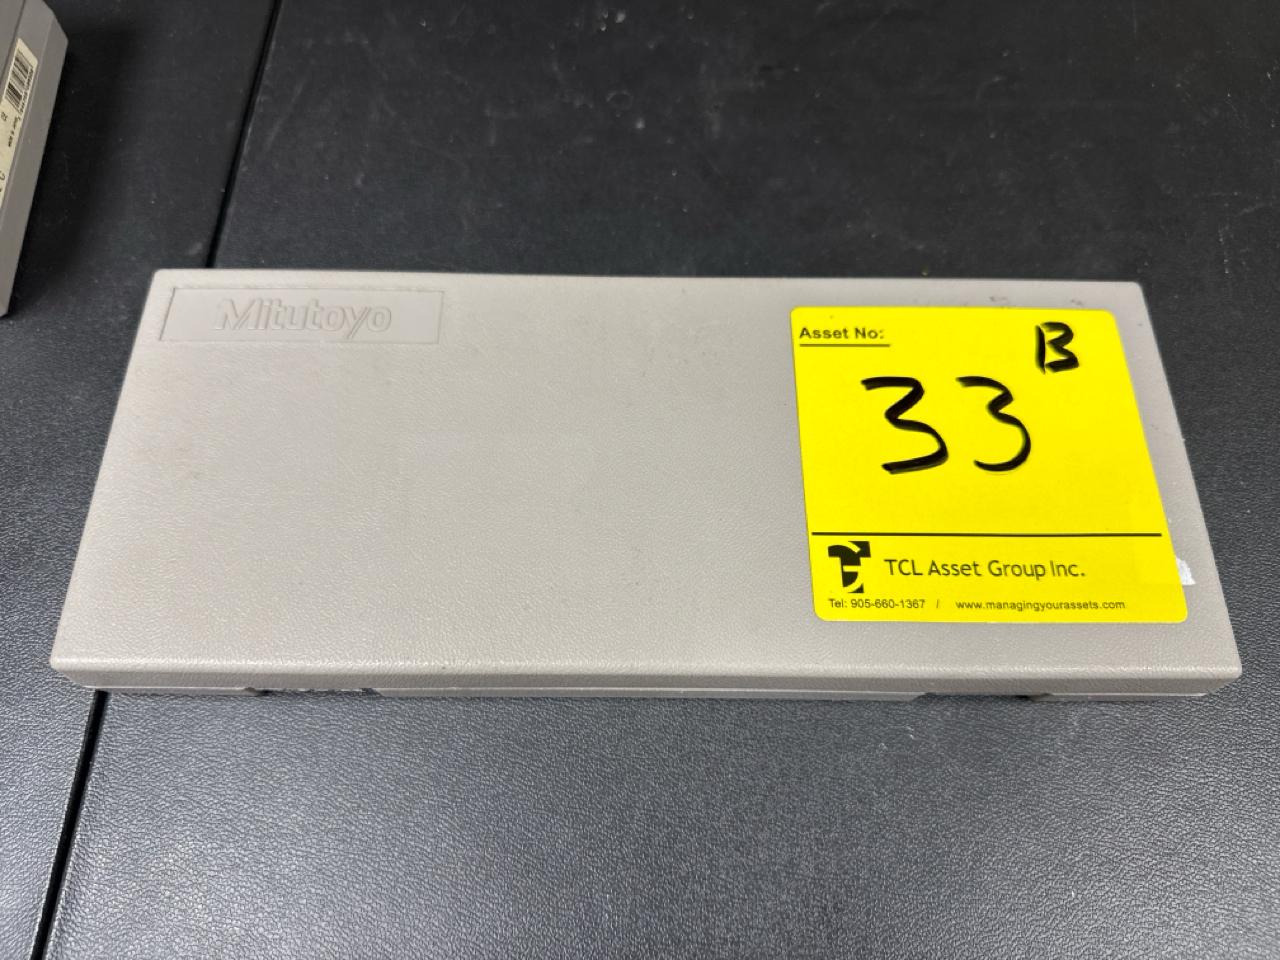 Mitutoyo
Asset No:
33 B
TCL Asset Group Inc.
Tel: 905-660-1367 / www.managingyourassets.com